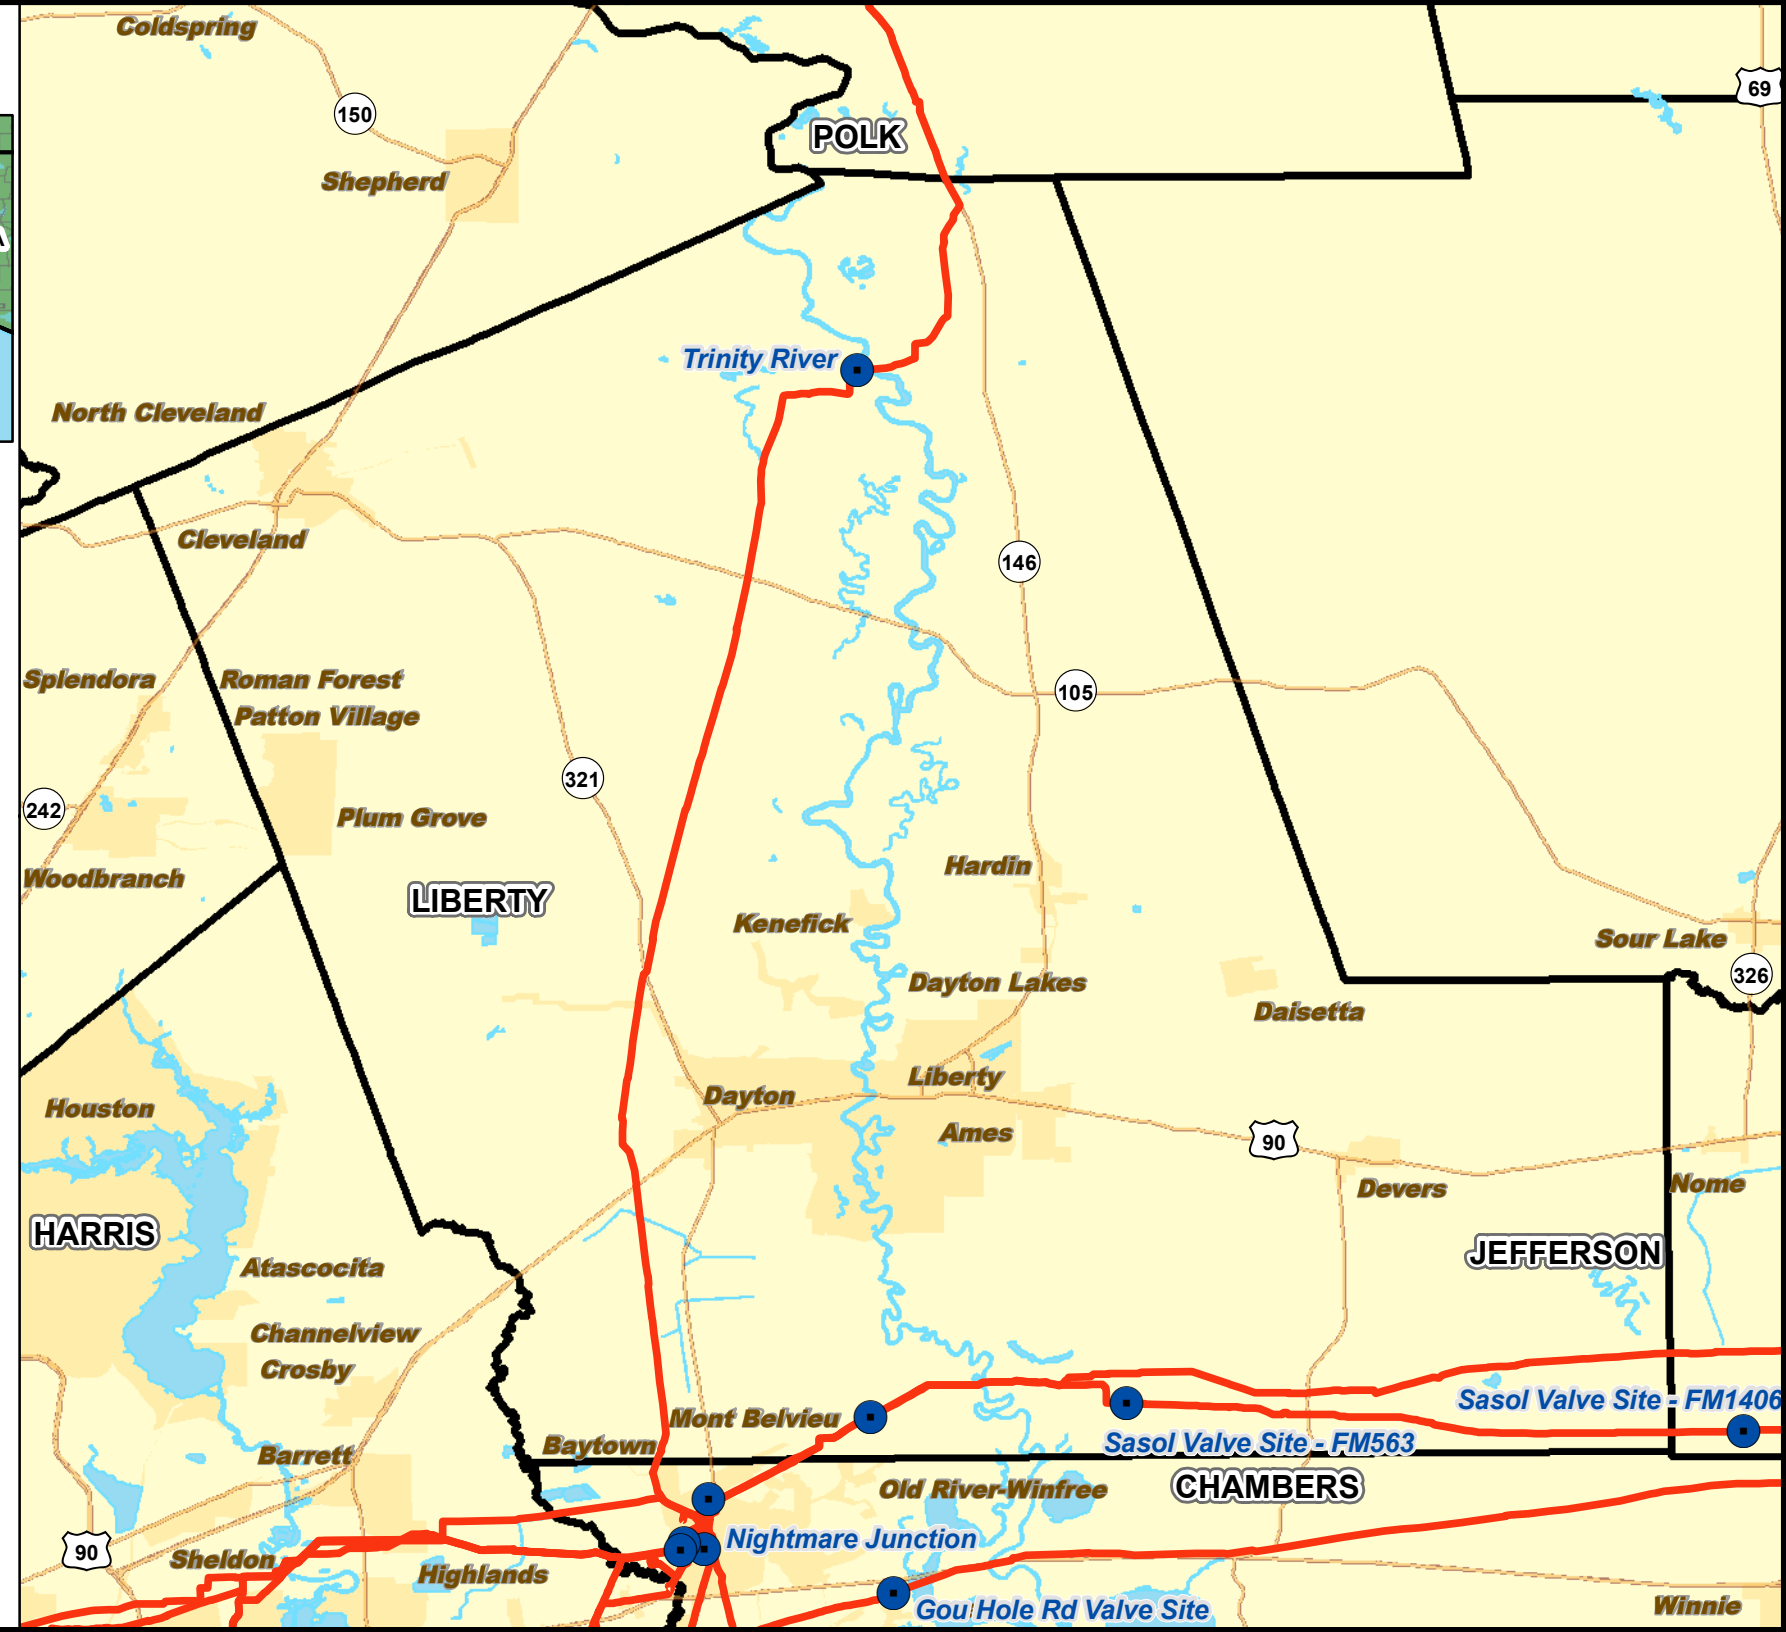 Coldspring
69
150
POLK
Shepherd
A
Trinity River
North Cleveland
Cleveland
146
Splendora
Roman Forest
105
Patton Village
321
242
Plum Grove
Hardin
Woodbranch
LIBERTY
Kenefick
Sour Lake
326
Dayton Lakes
Daisetta
Liberty
Dayton
Houston
Ames
90
Devers
Nome
HARRIS
JEFFERSON
Atascocita
Channelview
Crosby
Sasol Valve Site - FM1406
Mont Belvieu
Baytown
Sasol Valve Site - FM563
Barrett
CHAMBERS
Old River-Winfree
Nightmare Junction
90
Sheldon
Highlands
Winnie
Gou Hole Rd Valve Site